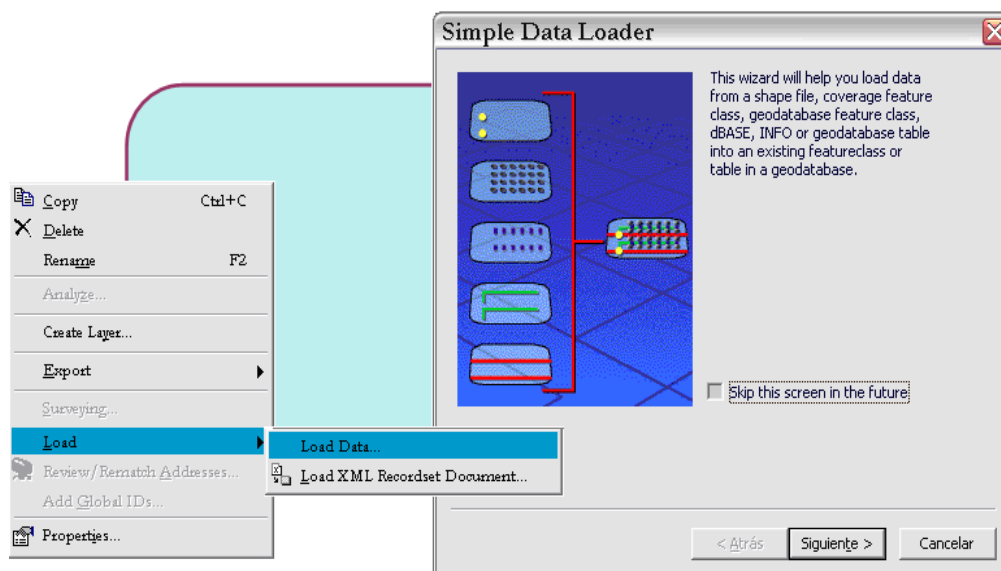 Simple Data Loader
This wizard will help you load data
from a shape file, coverage feature
class, geodatabase feature class,
dBASE, INFO or geodatabase table
into an existing featureclass or
table in a geodatabase.
Skip this screen in the future
< Atrás
Siguiente >
Cancelar
Copy Ctrl+C
Delete
Rename F2
Analyze...
Create Layer...
Export
Surveying...
Load
Review/Rematch Addresses...
Add Global IDs...
Properties...
Load Data...
Load XML Recordset Document...